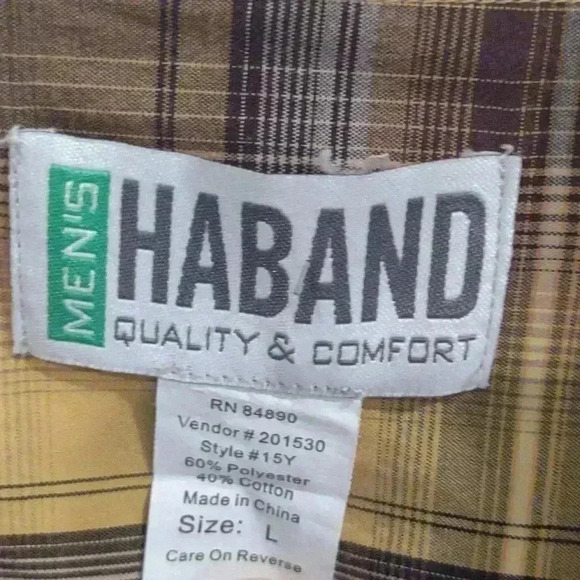 MEN'S
HABAND
QUALITY & COMFORT
RN 84890
Vendor # 201530
Style #15Y
60% Polyester
40% Cotton
Made in China
Size: L
Care On Reverse